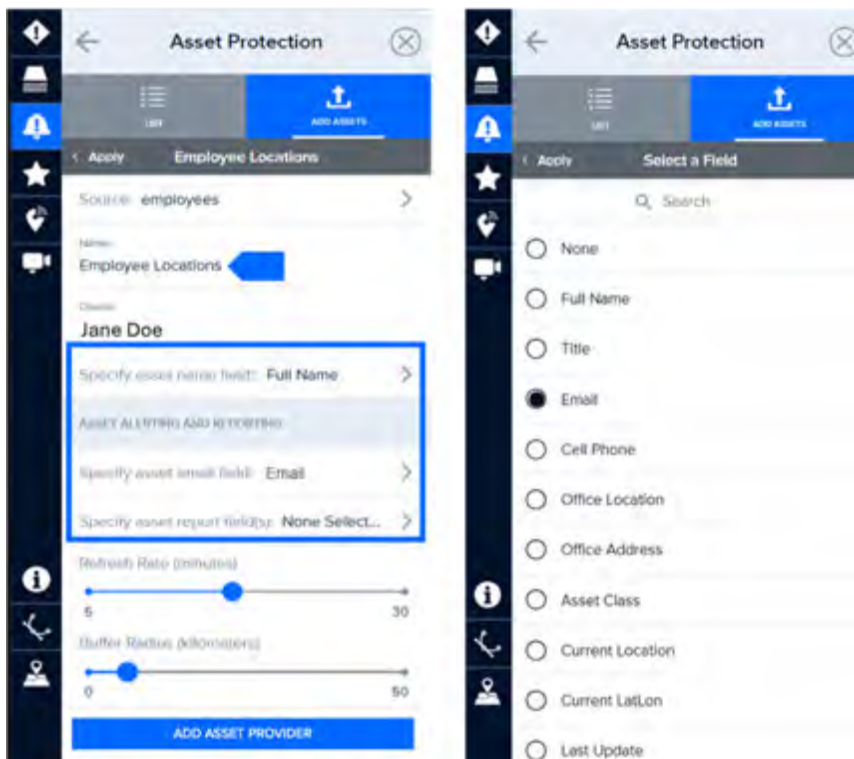 Asset Protection
LIST
ADD ASSETS
< Apply Employee Locations
Source: employees
Name:
Employee Locations
Jane Doe
Specify asset name field: Full Name
ASSET ALERTING AND REPORTING
Specify asset email field: Email
Specify asset report field(s): None Select...
Refresh Rate (minutes)
5 30
Buffer Radius (kilometers)
0 50
ADD ASSET PROVIDER
Asset Protection
LIST
ADD ASSETS
< Apply Select a Field
Search
None
Full Name
Title
Email
Cell Phone
Office Location
Office Address
Asset Class
Current Location
Current LatLon
Last Update